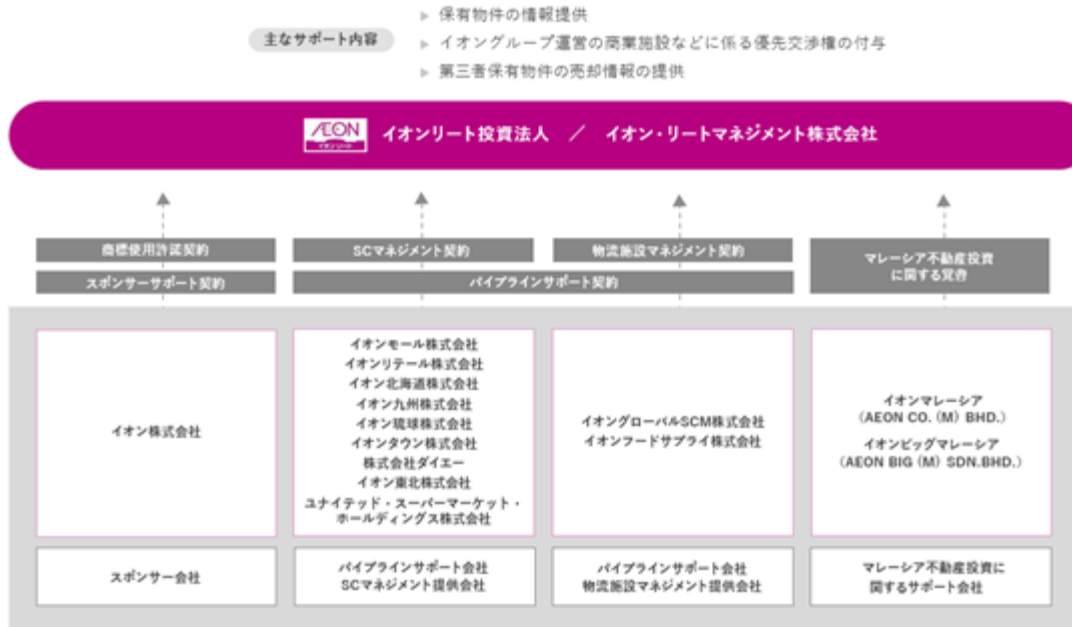 主なサポート内容
▶ 保有物件の情報提供
▶ イオングループ運営の商業施設などに係る優先交渉権の付与
▶ 第三者保有物件の売却情報の提供
ÆON
イオンリート
イオンリート投資法人 ／ イオン・リートマネジメント株式会社
商標使用許諾契約
スポンサーサポート契約
SCマネジメント契約
物流施設マネジメント契約
パイプラインサポート契約
マレーシア不動産投資
に関する覚書
イオン株式会社
スポンサー会社
イオンモール株式会社
イオンリテール株式会社
イオン北海道株式会社
イオン九州株式会社
イオン琉球株式会社
イオンタウン株式会社
株式会社ダイエー
イオン東北株式会社
ユナイテッド・スーパーマーケット・
ホールディングス株式会社
パイプラインサポート会社
SCマネジメント提供会社
イオングローバルSCM株式会社
イオンフードサプライ株式会社
パイプラインサポート会社
物流施設マネジメント提供会社
イオンマレーシア
（AEON CO. (M) BHD.）
イオンビッグマレーシア
（AEON BIG (M) SDN.BHD.）
マレーシア不動産投資に
関するサポート会社